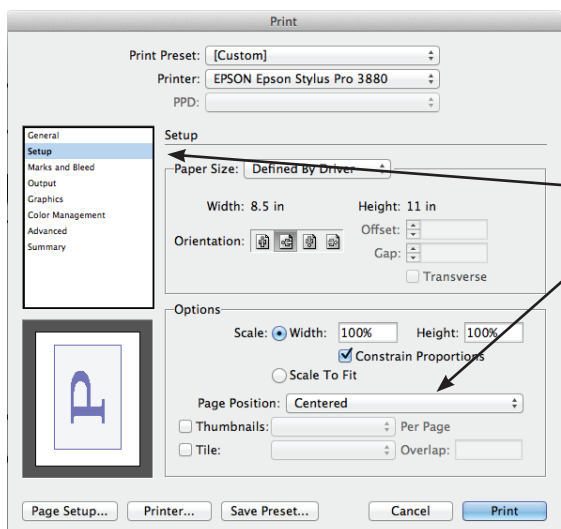 Print
Print Preset: [Custom]
Printer: EPSON Epson Stylus Pro 3880
PPD:
General
Setup
Marks and Bleed
Output
Graphics
Color Management
Advanced
Summary
Setup
Paper Size: Defined By Driver
Width: 8.5 in Height: 11 in
Orientation: Offset:
Gap:
Transverse
Options
Scale: Width: 100% Height: 100%
Constrain Proportions
Scale To Fit
Page Position: Centered
Thumbnails: Per Page
Tile: Overlap:
P
Page Setup... Printer... Save Preset... Cancel Print